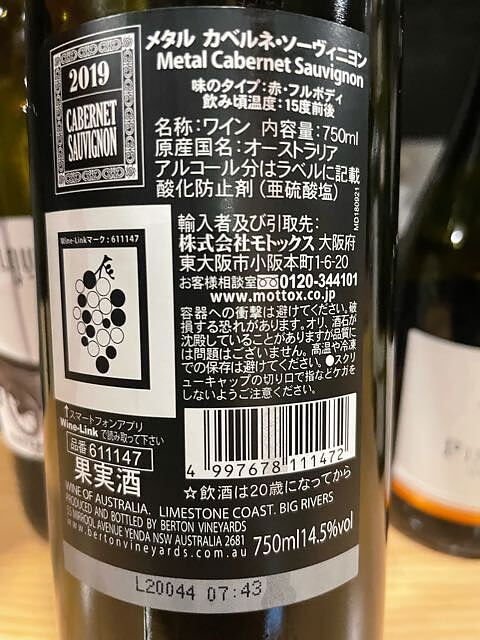 2019
CABERNET
SAUVIGNON
メタル カベルネ・ソーヴィニヨン
Metal Cabernet Sauvignon
味のタイプ：赤・フルボディ
飲み頃温度：15度前後
名称：ワイン 内容量：750ml
原産国名：オーストラリア
アルコール分はラベルに記載
酸化防止剤（亜硫酸塩）
MD180921
Wine-Linkマーク：611147
輸入者及び引取先：
株式会社モトックス 大阪府
東大阪市小阪本町1-6-20
お客様相談室 0120-344101
www.mottox.co.jp
容器への衝撃は避けてください。破
損する恐れがあります。オリ、酒石が
沈殿していることがありますが品質に
は問題はございません。高温や冷凍
での保存は避けてください。●スクリ
ューキャップの切り口で指などケガを
しないようご注意ください。
↑スマートフォンアプリ
Wine-Linkで読み取って下さい
品番 611147
果実酒
4 997678 111472
☆飲酒は20歳になってから
WINE OF AUSTRALIA. LIMESTONE COAST. BIG RIVERS
PRODUCED AND BOTTLED BY BERTON VINEYARDS
55 MIRROOL AVENUE YENDA NSW AUSTRALIA 2681
www.bertonvineyards.com.au
750ml14.5%vol
L20044 07:43